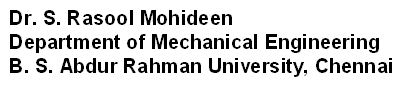 Dr. S. Rasool Mohideen
Department of Mechanical Engineering
B. S. Abdur Rahman University, Chennai